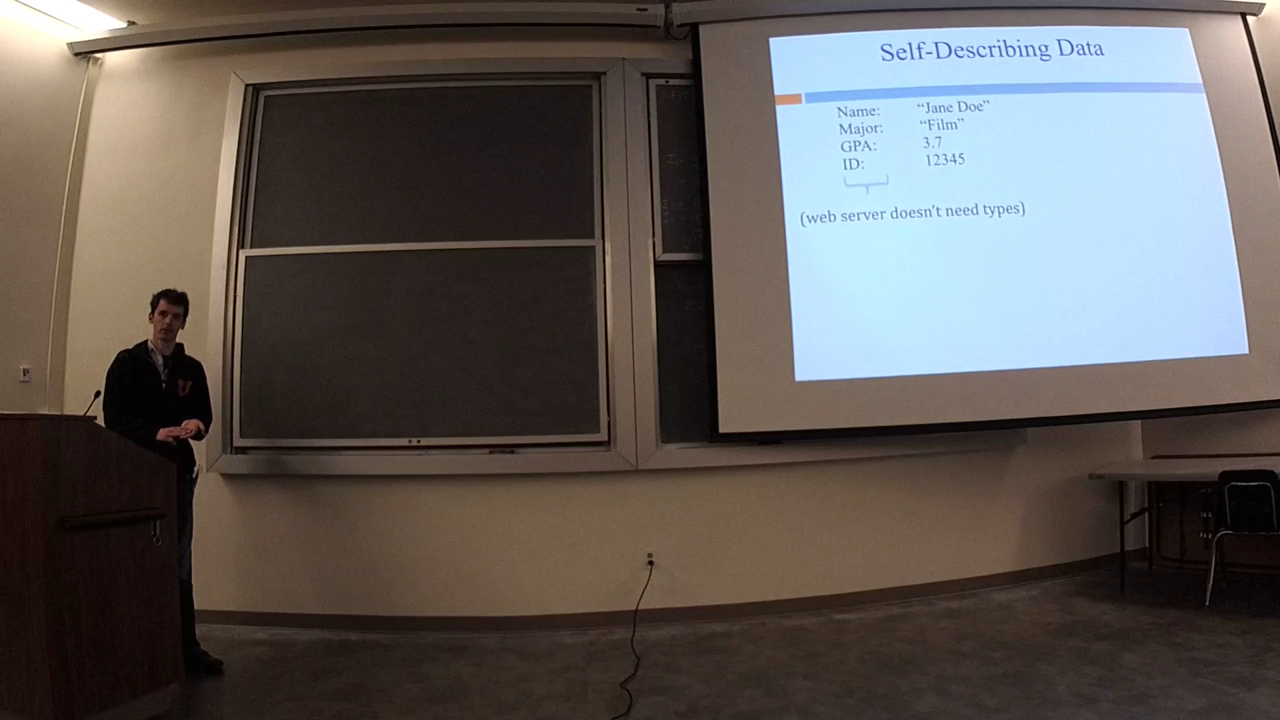 Self-Describing Data
Name: “Jane Doe”
Major: “Film”
GPA: 3.7
ID: 12345
(web server doesn't need types)